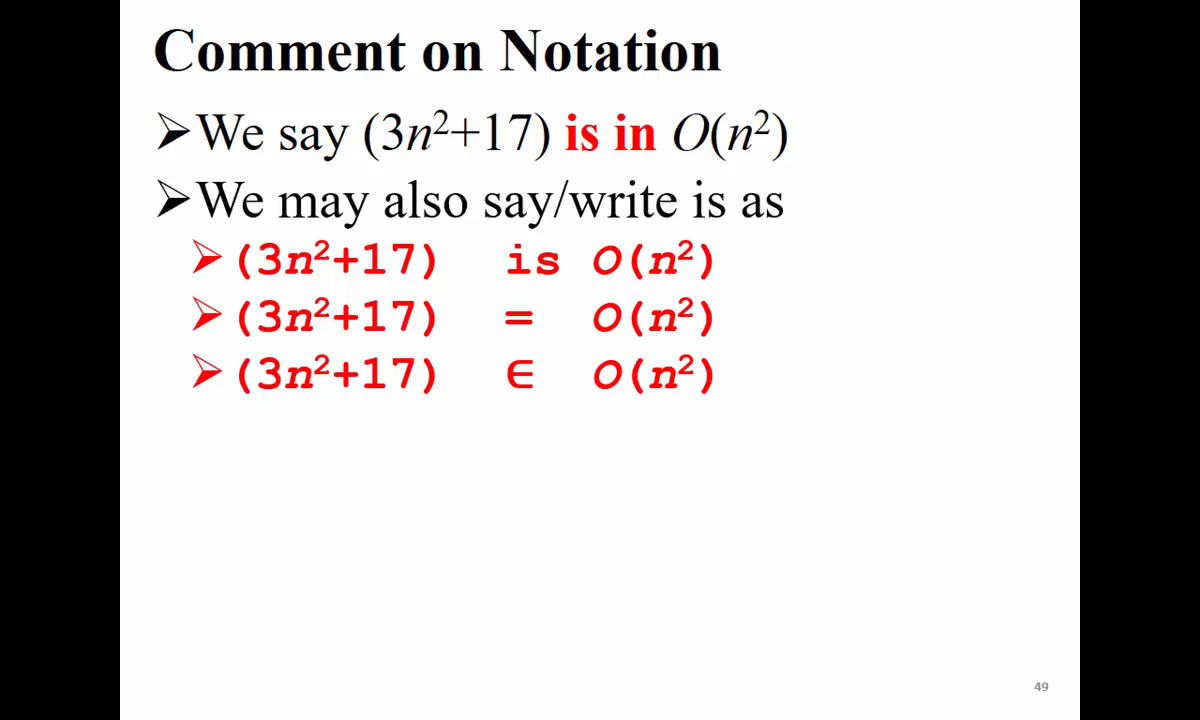 Comment on Notation
➢We say (3n²+17) is in O(n²)
➢We may also say/write is as
➢(3n²+17) is O(n²)
➢(3n²+17) = O(n²)
➢(3n²+17) ∈ O(n²)
49